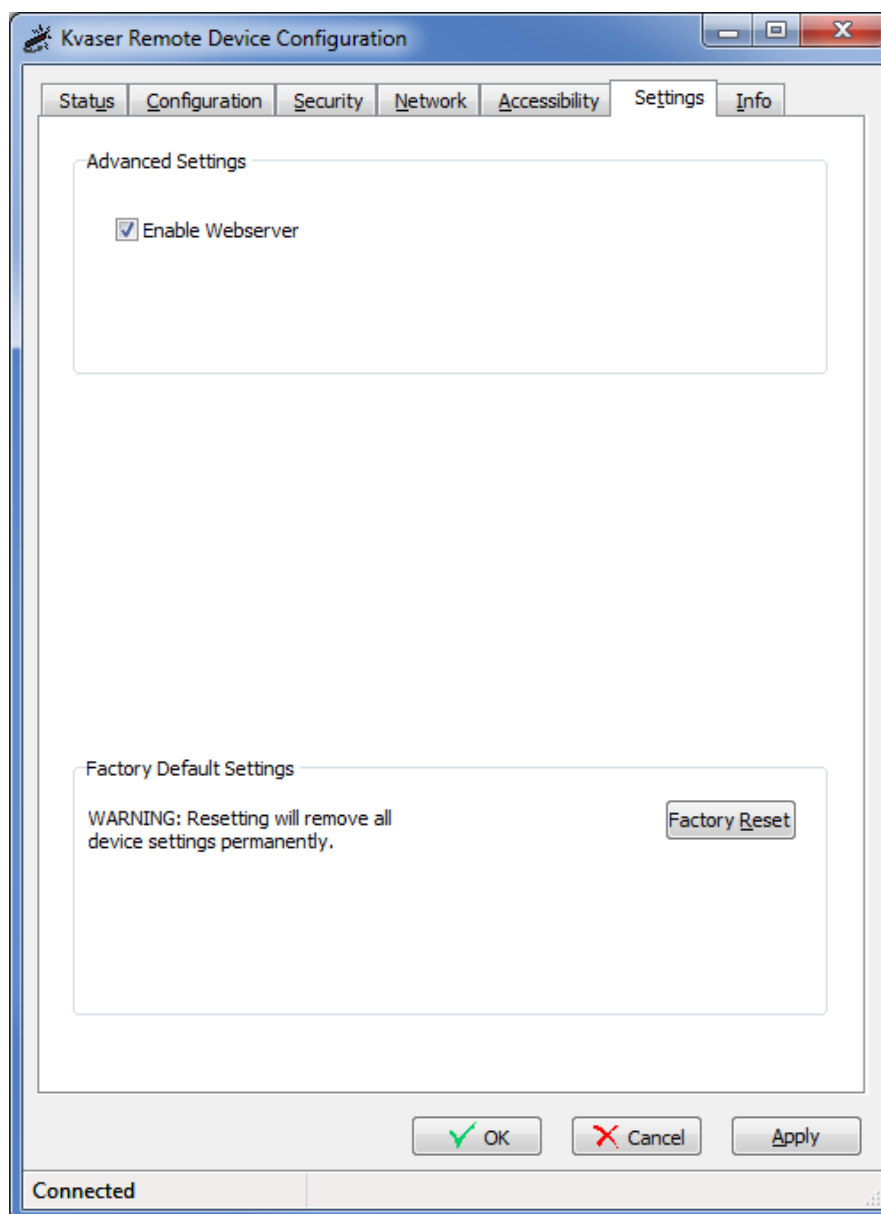 Kvaser Remote Device Configuration
Status Configuration Security Network Accessibility Settings Info
Advanced Settings
Enable Webserver
Factory Default Settings
WARNING: Resetting will remove all
device settings permanently.
Factory Reset
OK Cancel Apply
Connected